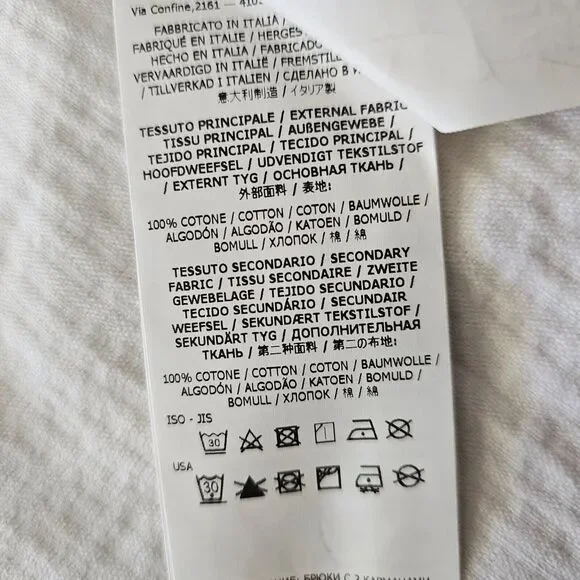 Via Confine,2161 — 410
FABBRICATO IN ITALIA /
FABRIQUÉ EN ITALIE / HERGES
HECHO EN ITALIA / FABRICADO
VERVAARDIGD IN ITALIË / FREMSTILL
/ TILLVERKAD I ITALIEN / СДЕЛАНО В И
意大利制造 / イタリア製
TESSUTO PRINCIPALE / EXTERNAL FABRIC
TISSU PRINCIPAL / AUßENGEWEBE /
TEJIDO PRINCIPAL / TECIDO PRINCIPAL /
HOOFDWEEFSEL / UDVENDIGT TEKSTILSTOF
/ EXTERNT TYG / ОСНОВНАЯ ТКАНЬ /
外部面料 / 表地:
100% COTONE / COTTON / COTON / BAUMWOLLE /
ALGODÓN / ALGODÃO / KATOEN / BOMULD /
BOMULL / ХЛОПОК / 棉 / 綿
TESSUTO SECONDARIO / SECONDARY
FABRIC / TISSU SECONDAIRE / ZWEITE
GEWEBELAGE / TEJIDO SECUNDARIO /
TECIDO SECUNDÁRIO / SECUNDAIR
WEEFSEL / SEKUNDÆRT TEKSTILSTOF /
SEKUNDÄRT TYG / ДОПОЛНИТЕЛЬНАЯ
ТКАНЬ / 第二种面料 / 第二の布地:
100% COTONE / COTTON / COTON / BAUMWOLLE /
ALGODÓN / ALGODÃO / KATOEN / BOMULD /
BOMULL / ХЛОПОК / 棉 / 綿
ISO - JIS
30
USA
30
БРЮКИ С 2 КАРМАНАМИ